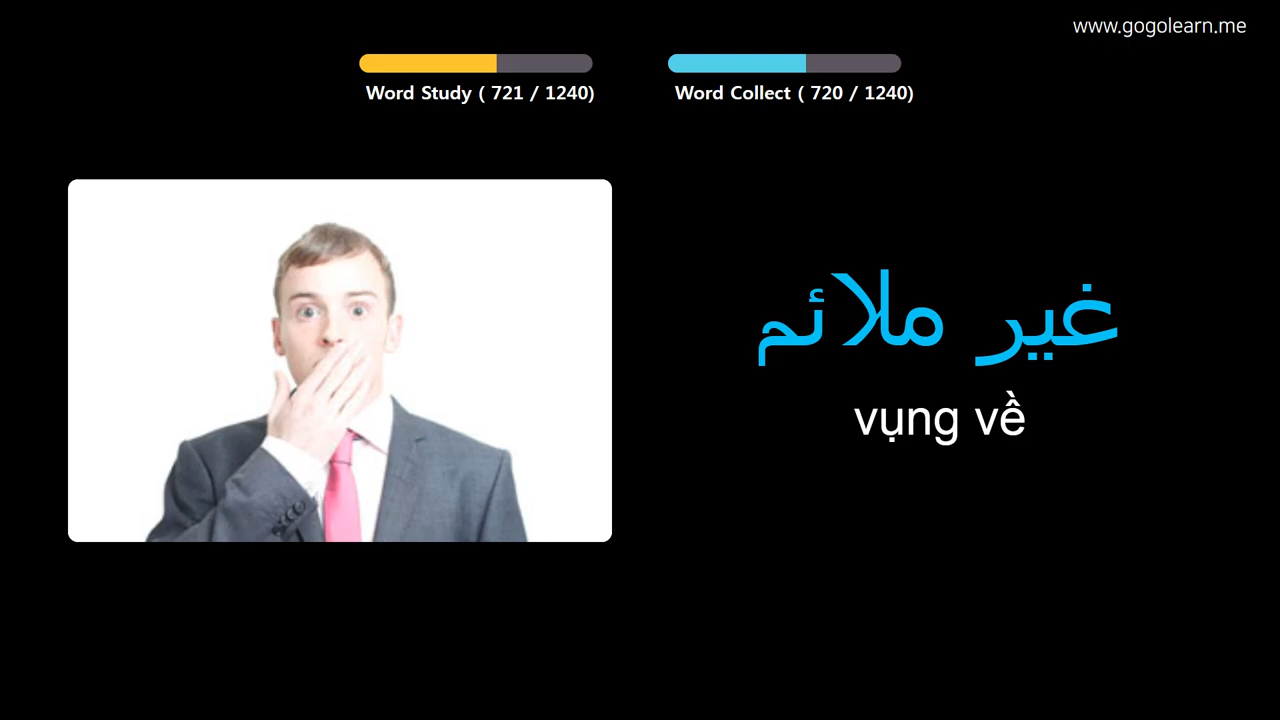 www.gogolearn.me
Word Study ( 721 / 1240)
Word Collect ( 720 / 1240)
غير ملائم
vụng về